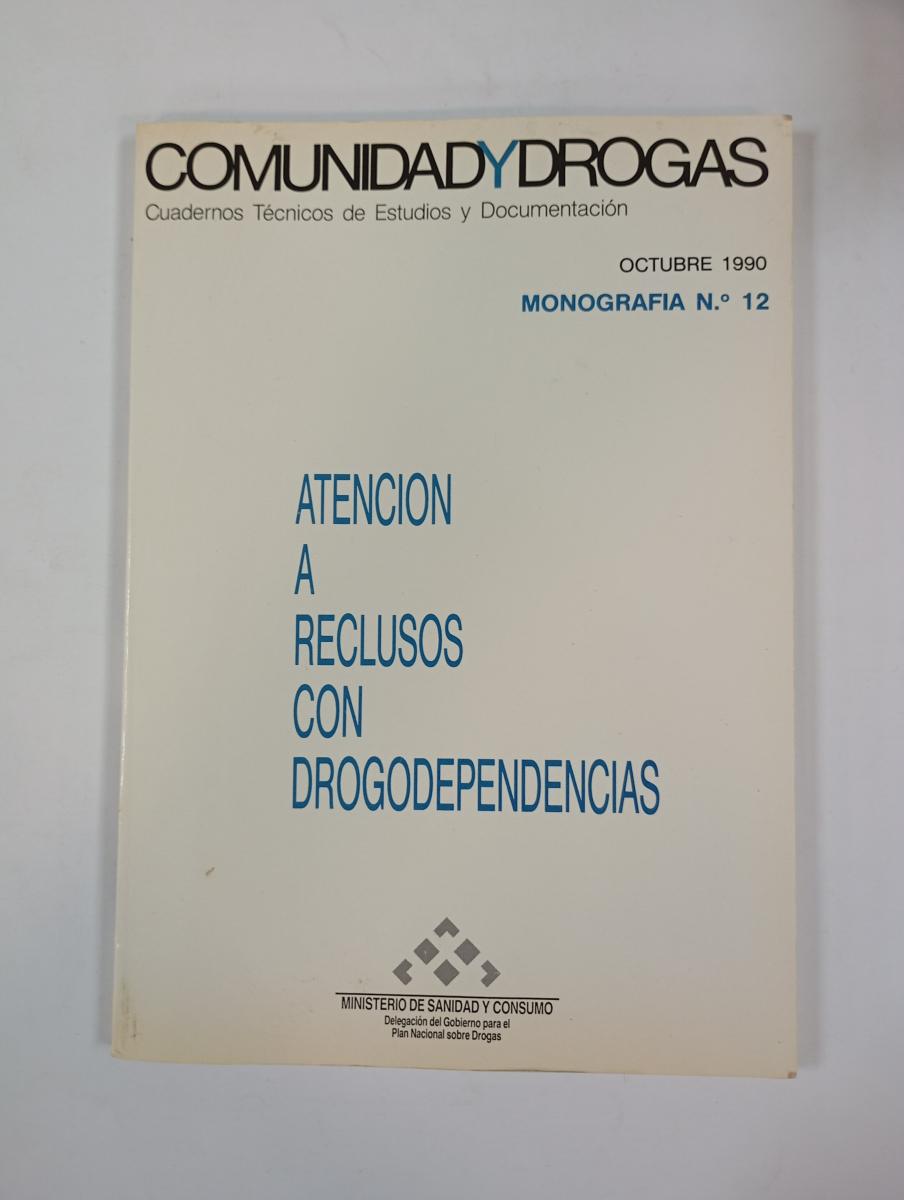 COMUNIDADYDROGAS
Cuadernos Técnicos de Estudios y Documentación
OCTUBRE 1990
MONOGRAFIA N.º 12
ATENCION
A
RECLUSOS
CON
DROGODEPENDENCIAS
MINISTERIO DE SANIDAD Y CONSUMO
Delegación del Gobierno para el
Plan Nacional sobre Drogas